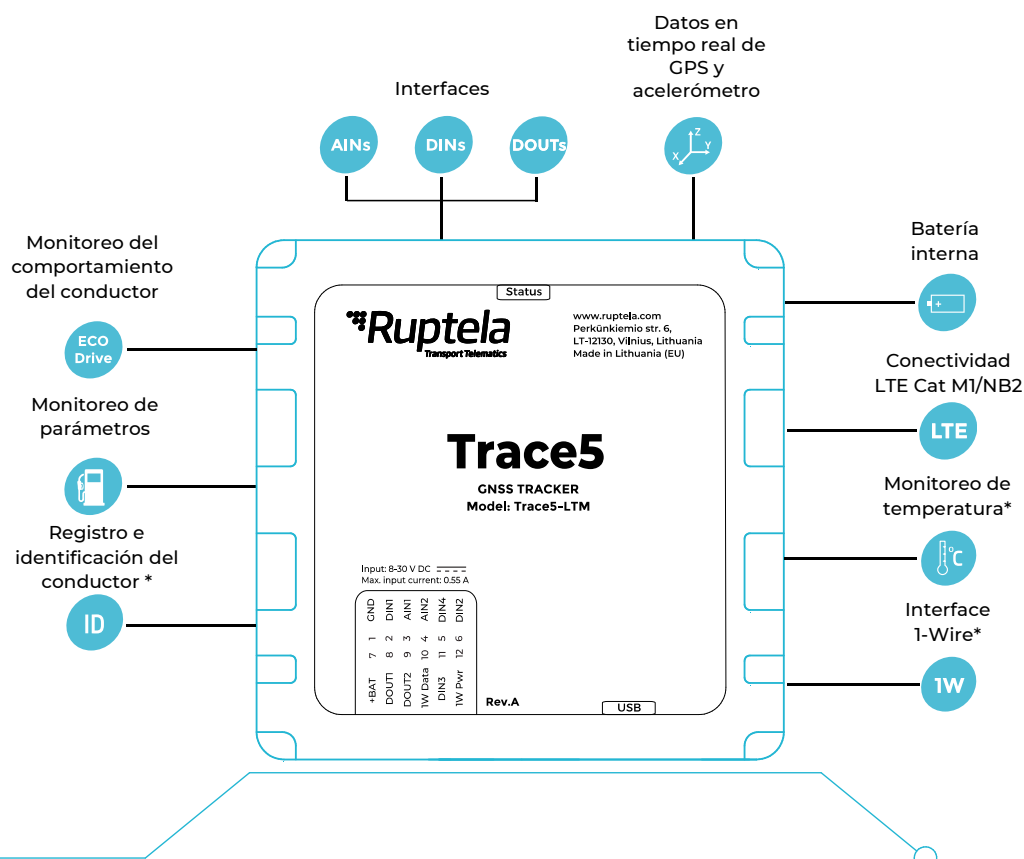 Datos en
tiempo real de
GPS y
acelerómetro
Interfaces
AINs
DINs
DOUTs
Z
X
Y
Monitoreo del
comportamiento
del conductor
ECO
Drive
Monitoreo de
parámetros
Registro e
identificación del
conductor *
ID
Batería
interna
+
Conectividad
LTE Cat M1/NB2
LTE
Monitoreo de
temperatura*
°C
Interface
1-Wire*
1W
Status
Ruptela
Transport Telematics
www.ruptela.com
Perkūnkiemio str. 6,
LT-12130, Vilnius, Lithuania
Made in Lithuania (EU)
Trace5
GNSS TRACKER
Model: Trace5-LTM
Input: 8-30 V DC
Max. input current: 0.55 A
+BAT 7 1 GND
DOUT1 8 2 DIN1
DOUT2 9 3 AIN1
1W Data 10 4 AIN2
DIN3 11 5 DIN4
1W Pwr 12 6 DIN2
Rev.A
USB